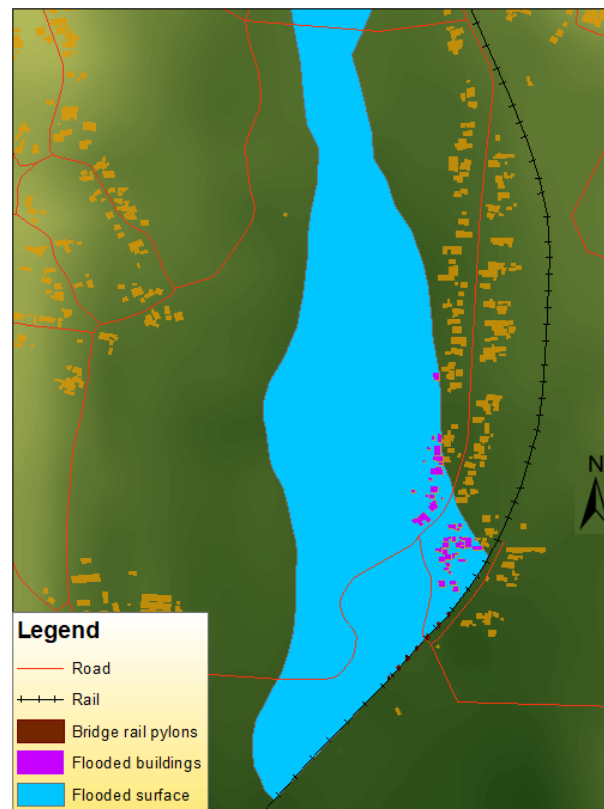 N
Legend
Road
Rail
Bridge rail pylons
Flooded buildings
Flooded surface